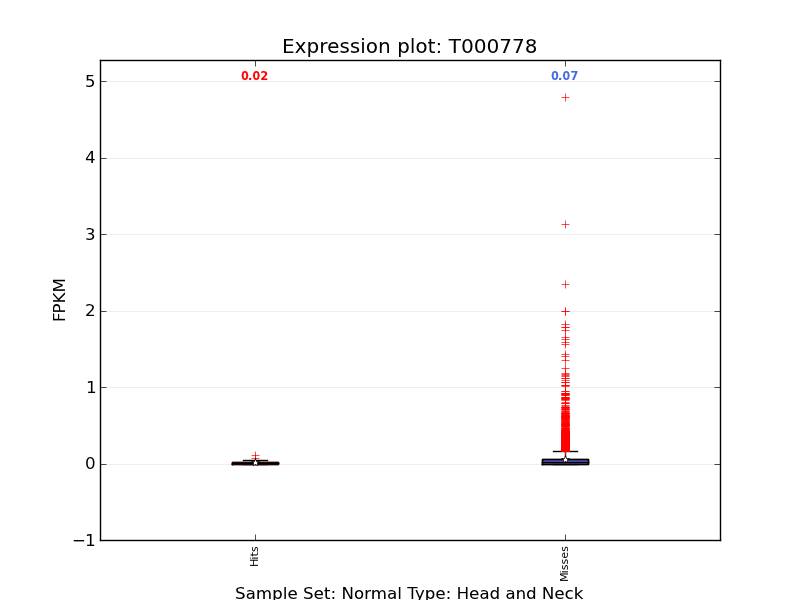 Expression plot: T000778
0.02
0.07
5
4
3
2
1
0
−1
FPKM
Hits
Misses
Sample Set: Normal Type: Head and Neck